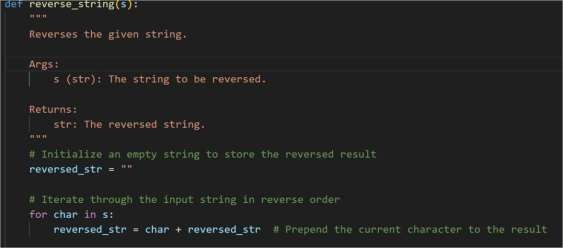 def reverse_string(s):
    """
    Reverses the given string.

    Args:
        s (str): The string to be reversed.

    Returns:
        str: The reversed string.
    """
    # Initialize an empty string to store the reversed result
    reversed_str = ""

    # Iterate through the input string in reverse order
    for char in s:
        reversed_str = char + reversed_str  # Prepend the current character to the result